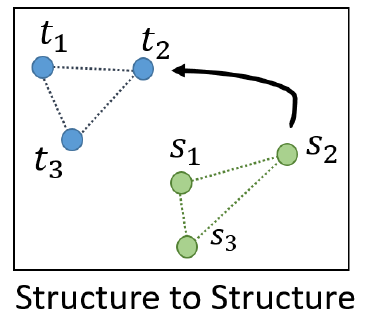 t₁
t₂
t₃
s₁
s₂
s₃
Structure to Structure